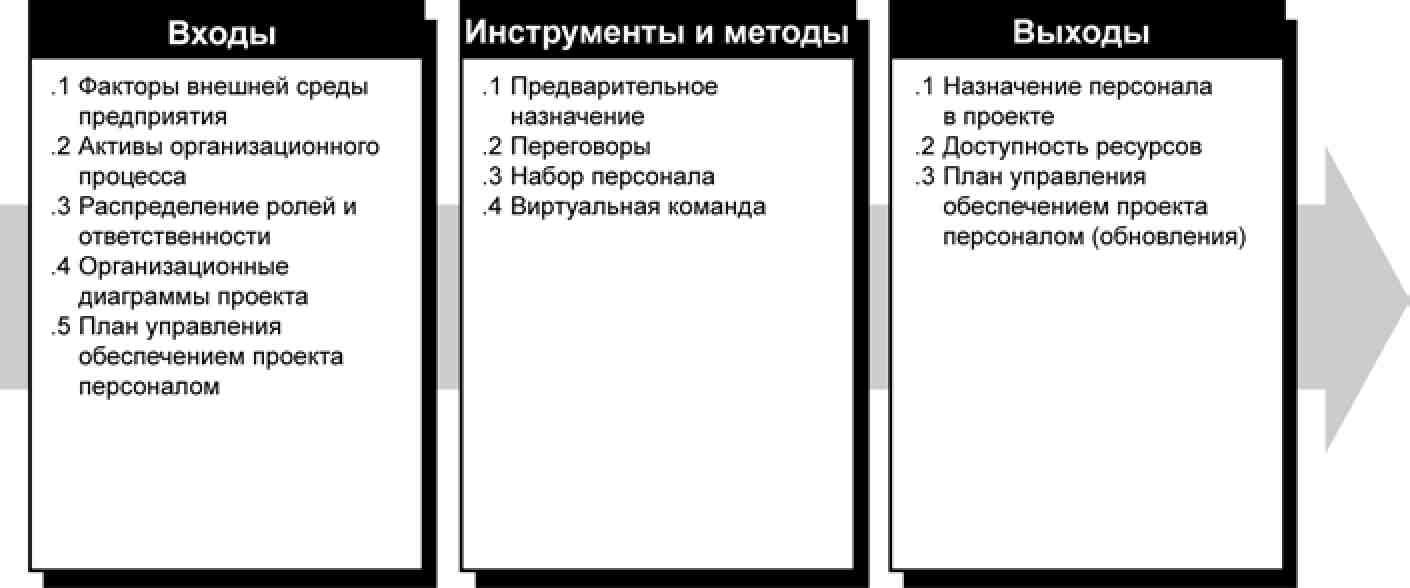 Входы
.1 Факторы внешней среды
предприятия
.2 Активы организационного
процесса
.3 Распределение ролей и
ответственности
.4 Организационные
диаграммы проекта
.5 План управления
обеспечением проекта
персоналом
Инструменты и методы
.1 Предварительное
назначение
.2 Переговоры
.3 Набор персонала
.4 Виртуальная команда
Выходы
.1 Назначение персонала
в проекте
.2 Доступность ресурсов
.3 План управления
обеспечением проекта
персоналом (обновления)